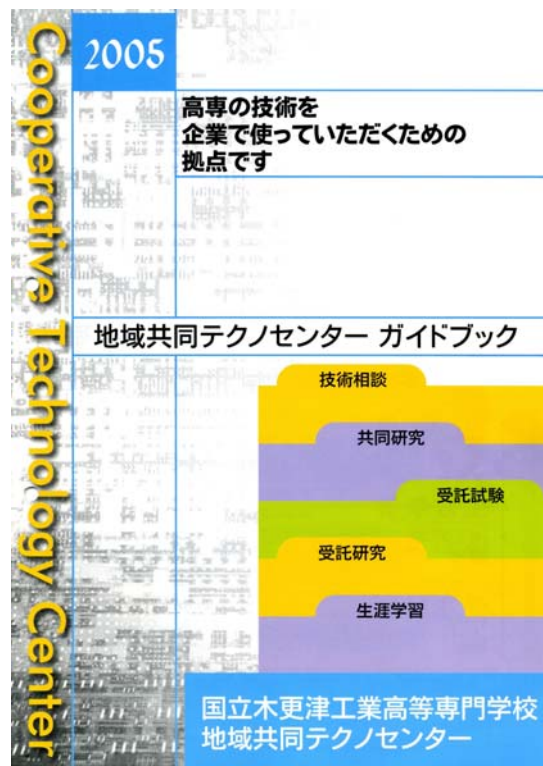 Cooperative Technology Center
2005
高専の技術を
企業で使っていただくための
拠点です
地域共同テクノセンター ガイドブック
技術相談
共同研究
受託試験
受託研究
生涯学習
国立木更津工業高等専門学校
地域共同テクノセンター